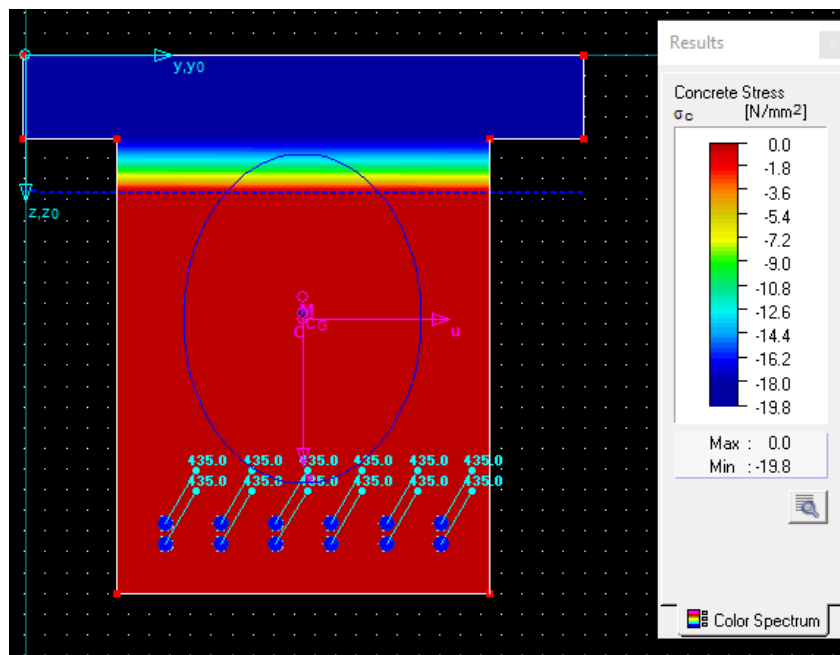 y,y0
z,z0
M
CG
C
u
435.0 435.0 435.0 435.0 435.0 435.0
435.0 435.0 435.0 435.0 435.0 435.0
Results
x
Concrete Stress
σc [N/mm²]
0.0
-1.8
-3.6
-5.4
-7.2
-9.0
-10.8
-12.6
-14.4
-16.2
-18.0
-19.8
Max : 0.0
Min : -19.8
Color Spectrum